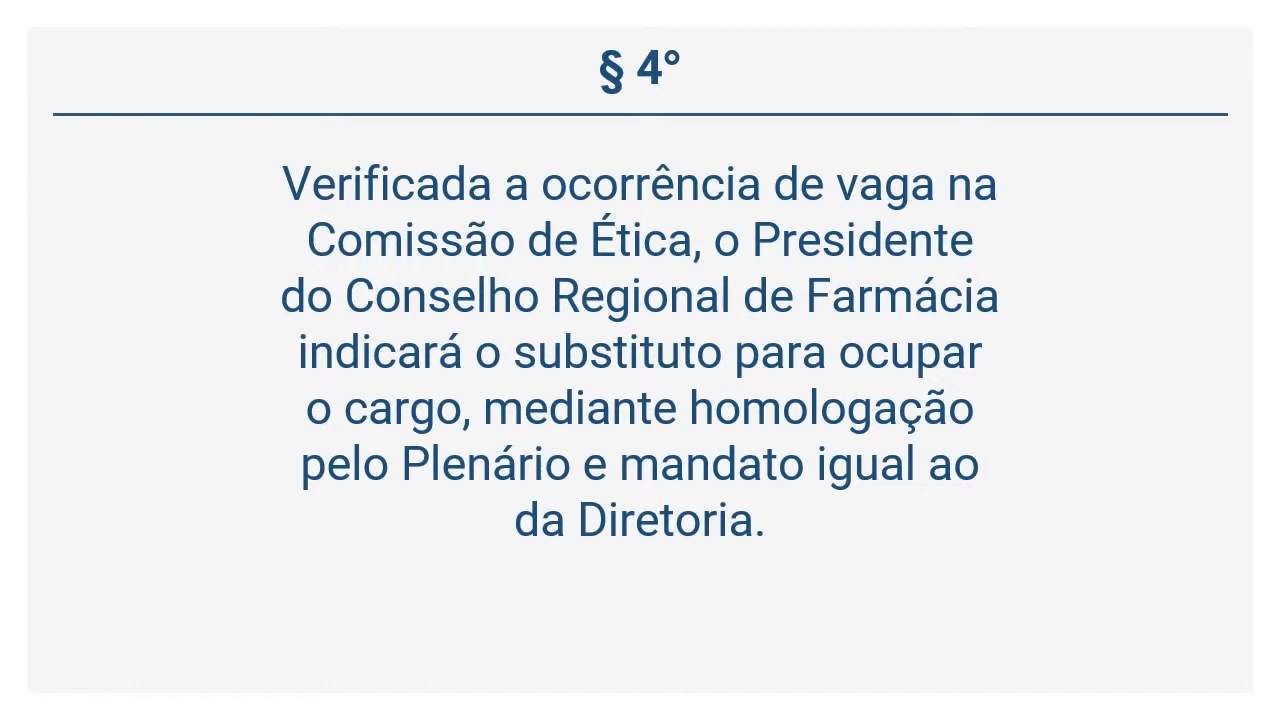 § 4°
Verificada a ocorrência de vaga na
Comissão de Ética, o Presidente
do Conselho Regional de Farmácia
indicará o substituto para ocupar
o cargo, mediante homologação
pelo Plenário e mandato igual ao
da Diretoria.